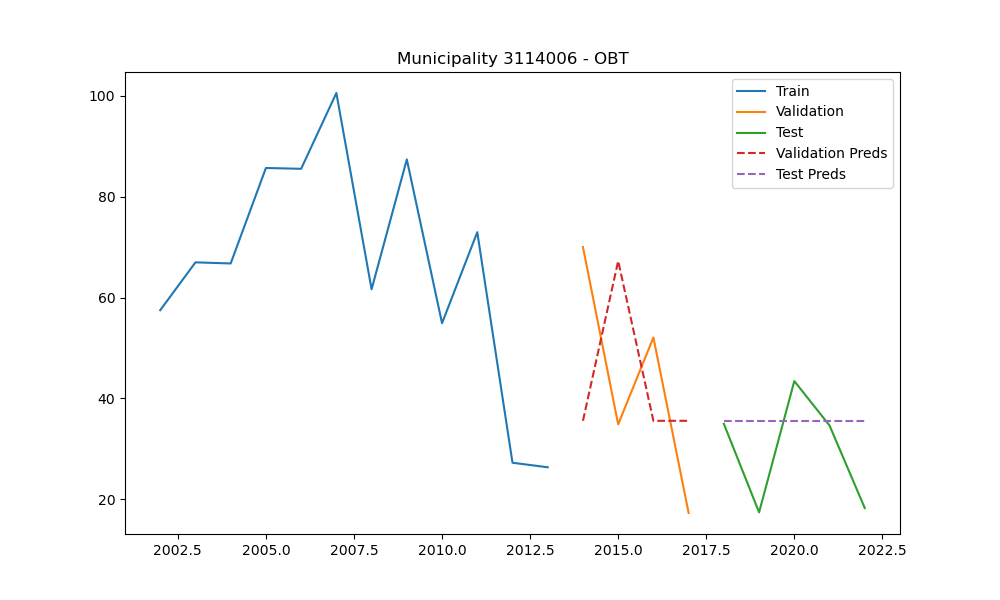 Municipality 3114006 - OBT
Train
Validation
Test
Validation Preds
Test Preds
100
80
60
40
20
2002.5 2005.0 2007.5 2010.0 2012.5 2015.0 2017.5 2020.0 2022.5